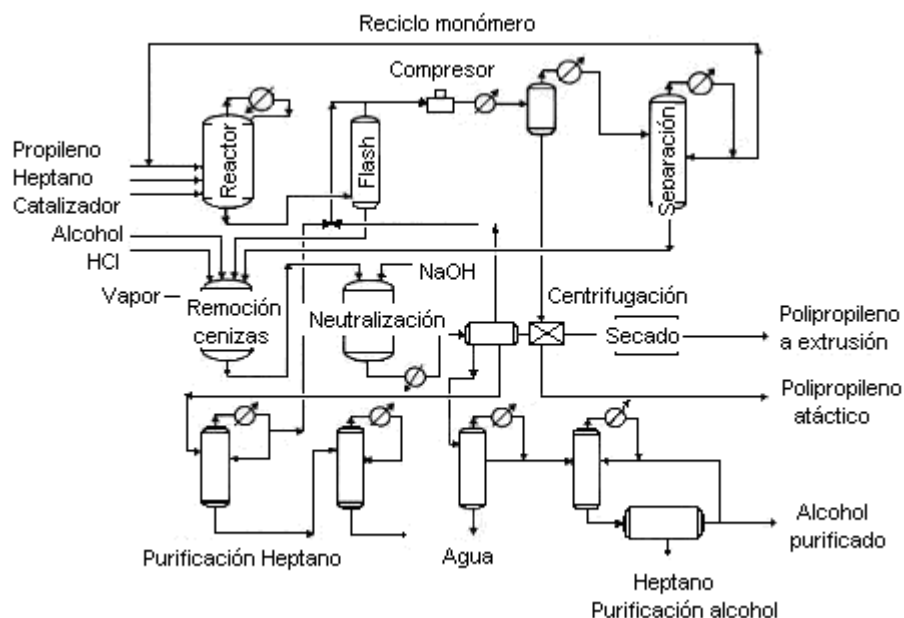 Reciclo monómero
Compresor
Reactor
Flash
Separación
Propileno
Heptano
Catalizador
Alcohol
HCl
Vapor
Remoción
cenizas
NaOH
Neutralización
Centrifugación
Secado
Polipropileno
a extrusión
Polipropileno
atáctico
Purificación Heptano
Agua
Alcohol
purificado
Heptano
Purificación alcohol